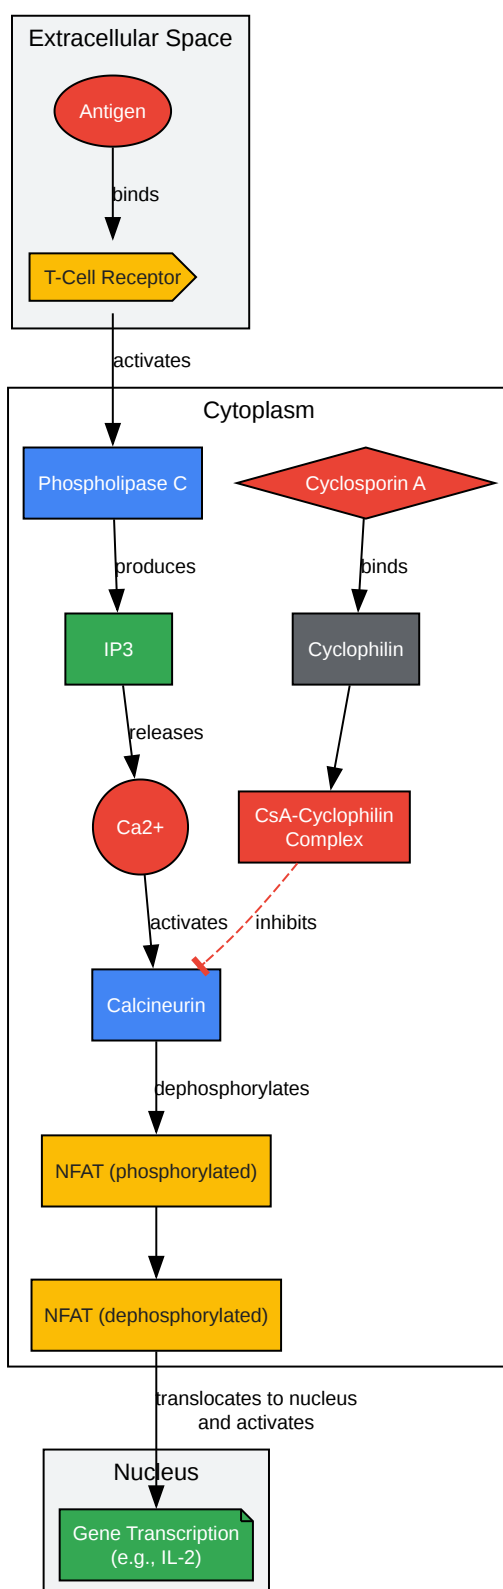 Extracellular Space
Antigen
binds
T-Cell Receptor
activates
Cytoplasm
Phospholipase C
Cyclosporin A
produces
binds
IP3
Cyclophilin
releases
Ca2+
CsA-Cyclophilin
Complex
activates
inhibits
Calcineurin
dephosphorylates
NFAT (phosphorylated)
NFAT (dephosphorylated)
translocates to nucleus
and activates
Nucleus
Gene Transcription
(e.g., IL-2)